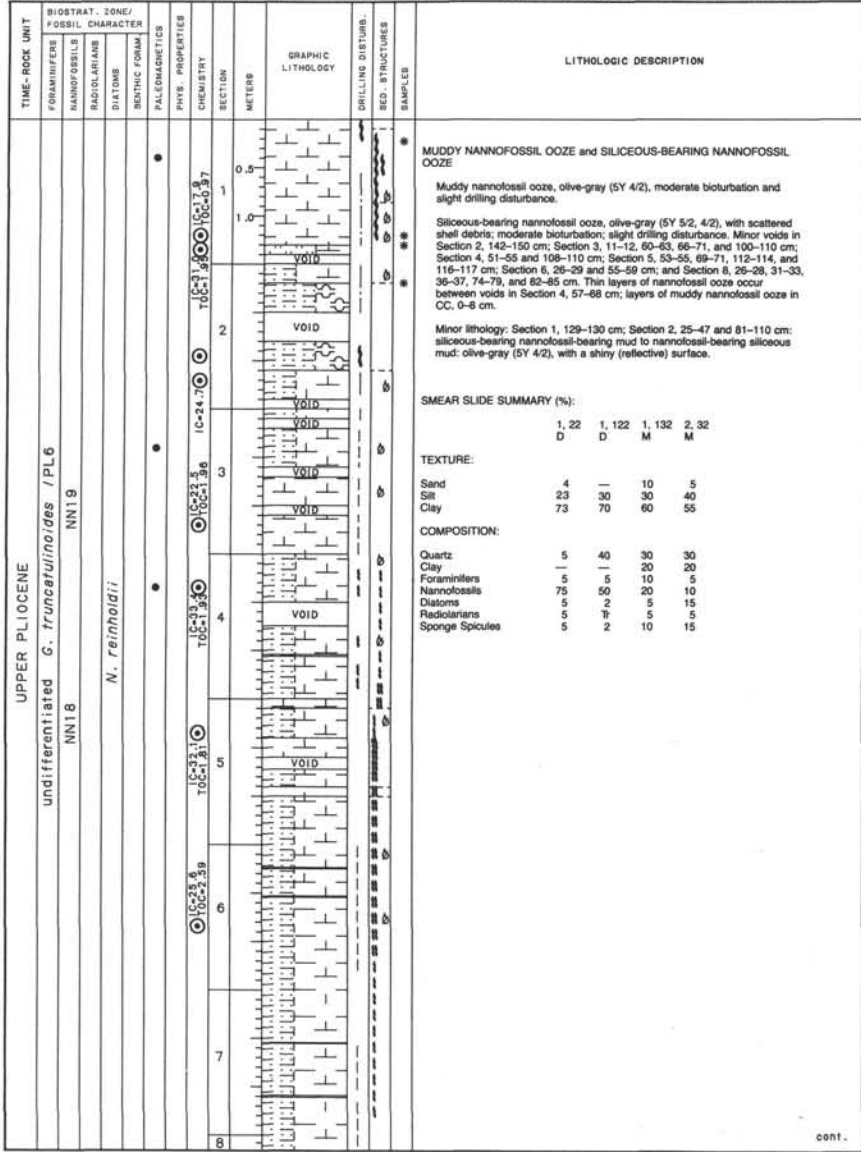 TIME-ROCK UNIT
BIOSTRAT. ZONE/
FOSSIL CHARACTER
FORAMINIFERS
NANNOFOSSILS
RADIOLARIANS
DIATOMS
BENTHIC FORAM.
PALEOMAGNETICS
PHYS. PROPERTIES
CHEMISTRY
SECTION
METERS
GRAPHIC
LITHOLOGY
DRILLING DISTURB.
SED. STRUCTURES
SAMPLES
LITHOLOGIC DESCRIPTION
UPPER PLIOCENE
undifferentiated G. truncatulinoides / PL6
NN18
NN19
N. reinholdii
IC=17.9
TOC=0.97
TOC=1.95
IC=24.7
IC=22.5
TOC=1.96
IC=33.4
TOC=1.93
IC=32.1
TOC=1.81
IC=25.6
TOC=2.59
1
0.5
1.0
VOID
2
VOID
VOID
VOID
3
VOID
VOID
4
VOID
5
VOID
6
7
8
MUDDY NANNOFOSSIL OOZE and SILICEOUS-BEARING NANNOFOSSIL
OOZE
Muddy nannofossil ooze, olive-gray (5Y 4/2), moderate bioturbation and
slight drilling disturbance.
Siliceous-bearing nannofossil ooze, olive-gray (5Y 5/2, 4/2), with scattered
shell debris; moderate bioturbation; slight drilling disturbance. Minor voids in
Section 2, 142–150 cm; Section 3, 11–12, 60–63, 66–71, and 100–110 cm;
Section 4, 51–55 and 108–110 cm; Section 5, 53–55, 69–71, 112–114, and
116–117 cm; Section 6, 26–29 and 55–59 cm; and Section 8, 26–28, 31–33,
36–37, 74–79, and 82–85 cm. Thin layers of nannofossil ooze occur
between voids in Section 4, 57–68 cm; layers of muddy nannofossil ooze in
CC, 0–8 cm.
Minor lithology: Section 1, 129–130 cm; Section 2, 25–47 and 81–110 cm:
siliceous-bearing nannofossil-bearing mud to nannofossil-bearing siliceous
mud: olive-gray (5Y 4/2), with a shiny (reflective) surface.
SMEAR SLIDE SUMMARY (%):
1, 22 1, 122 1, 132 2, 32
D D M M
TEXTURE:
Sand 4 — 10 5
Silt 23 30 30 40
Clay 73 70 60 55
COMPOSITION:
Quartz 5 40 30 30
Clay — — 20 20
Foraminifers 5 5 10 5
Nannofossils 75 50 20 10
Diatoms 5 2 5 15
Radiolarians 5 Tr 5 5
Sponge Spicules 5 2 10 15
cont.